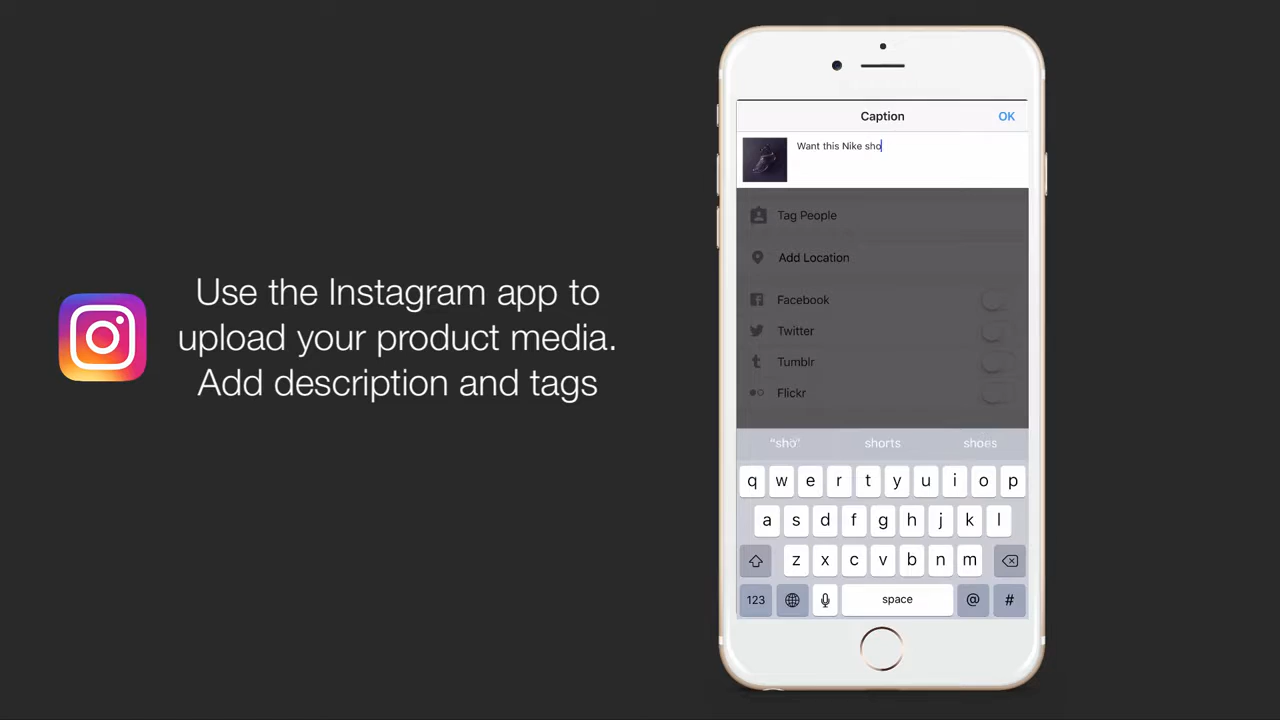 Use the Instagram app to
upload your product media.
Add description and tags
Caption OK
Want this Nike sho
Tag People
Add Location
Facebook
Twitter
Tumblr
Flickr
"sho" shorts shoes
q w e r t y u i o p
a s d f g h j k l
z x c v b n m
123 space @ #